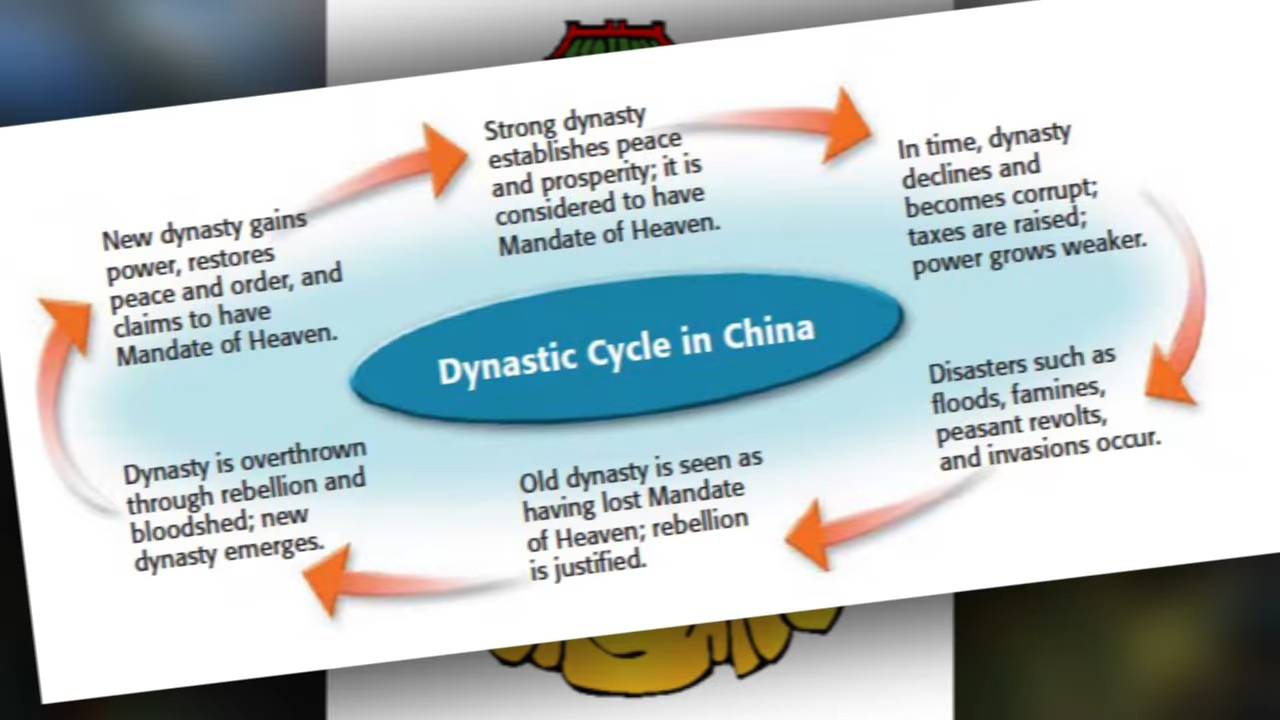 Strong dynasty
establishes peace
and prosperity; it is
considered to have
Mandate of Heaven.
In time, dynasty
declines and
becomes corrupt;
taxes are raised;
power grows weaker.
Disasters such as
floods, famines,
peasant revolts,
and invasions occur.
Old dynasty is seen as
having lost Mandate
of Heaven; rebellion
is justified.
Dynasty is overthrown
through rebellion and
bloodshed; new
dynasty emerges.
New dynasty gains
power, restores
peace and order, and
claims to have
Mandate of Heaven.
Dynastic Cycle in China